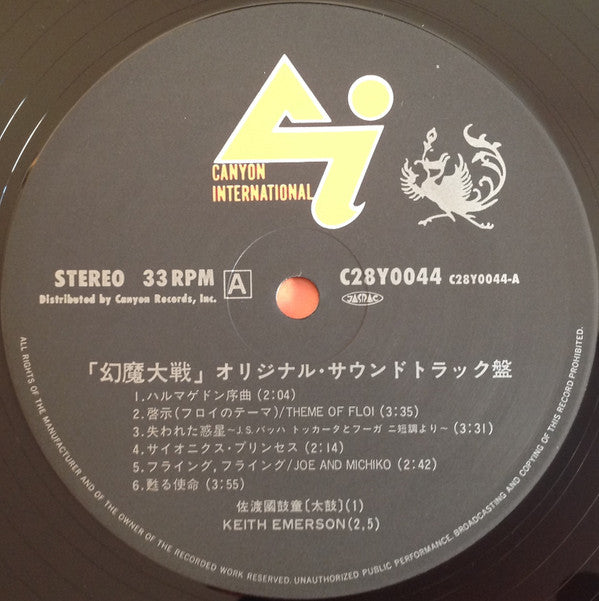 CANYON
INTERNATIONAL
STEREO 33RPM A C28Y0044 C28Y0044-A
Distributed by Canyon Records, Inc. JASRAC
「幻魔大戦」オリジナル・サウンドトラック盤
1.ハルマゲドン序曲(2:04)
2.啓示(フロイのテーマ)/THEME OF FLOI(3:35)
3.失われた惑星~J.S.バッハ トッカータとフーガ ニ短調より~(3:31)
4.サイオニクス・プリンセス(2:14)
5.フライング,フライング/JOE AND MICHIKO(2:42)
6.甦る使命(3:55)
佐渡國鼓童〔太鼓〕(1)
KEITH EMERSON(2,5)
ALL RIGHTS OF THE MANUFACTURER AND OF THE OWNER OF THE RECORDED WORK RESERVED. UNAUTHORIZED PUBLIC PERFORMANCE, BROADCASTING AND COPYING OF THIS RECORD PROHIBITED.